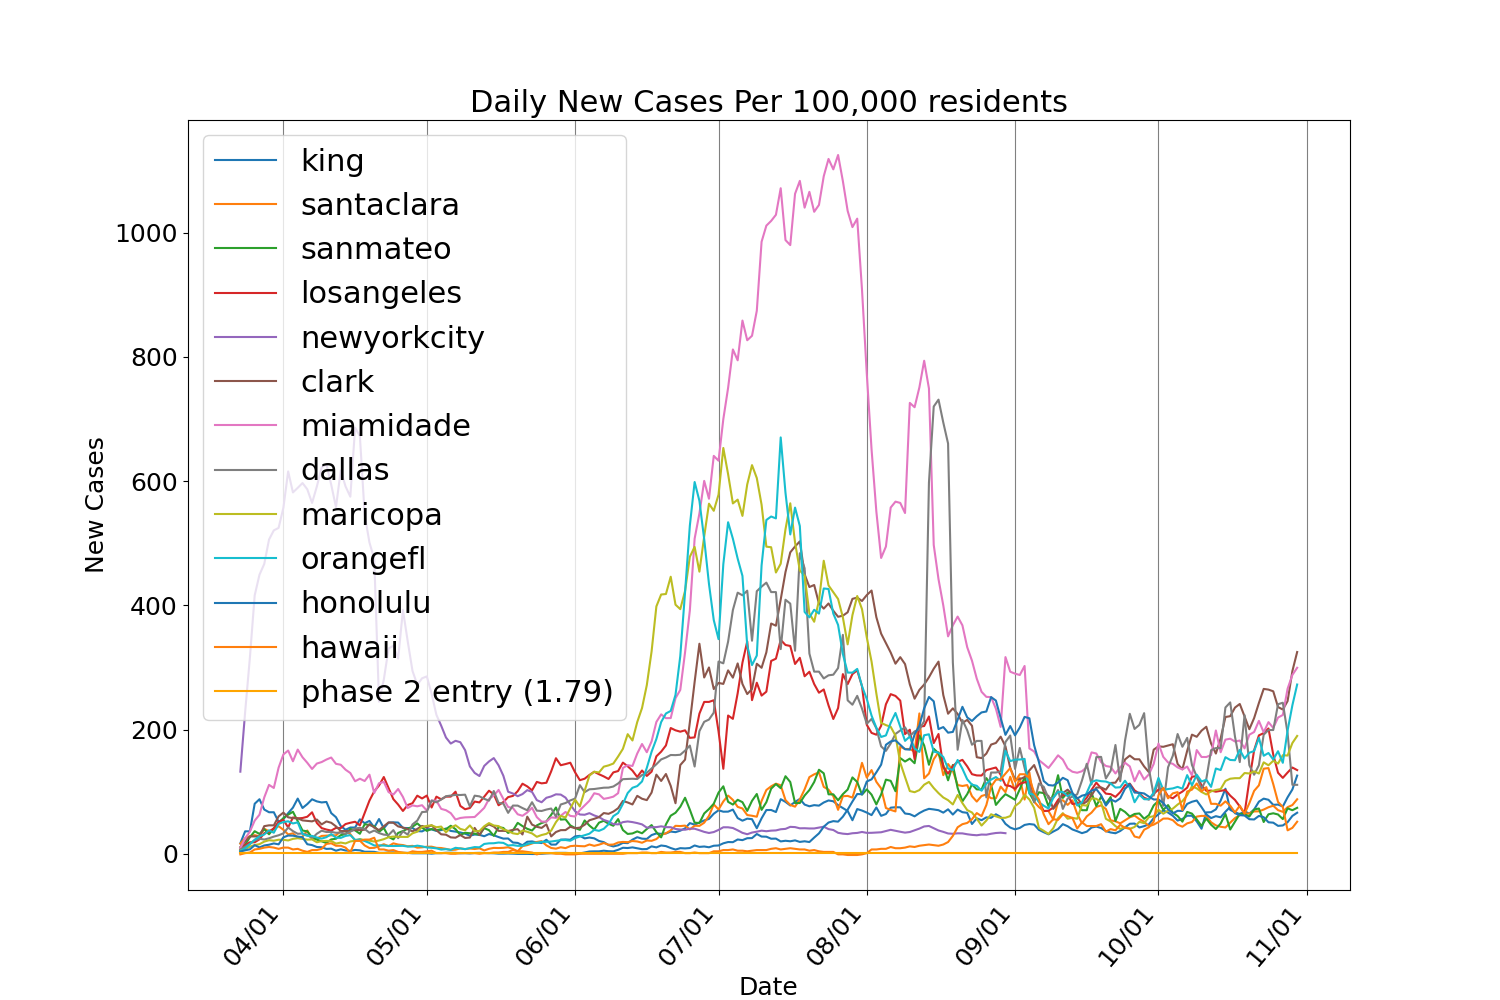 Daily New Cases Per 100,000 residents
king
santaclara
sanmateo
losangeles
newyorkcity
clark
miamidade
dallas
maricopa
orangefl
honolulu
hawaii
phase 2 entry (1.79)
New Cases
1000
800
600
400
200
0
04/01
05/01
06/01
07/01
08/01
09/01
10/01
11/01
Date